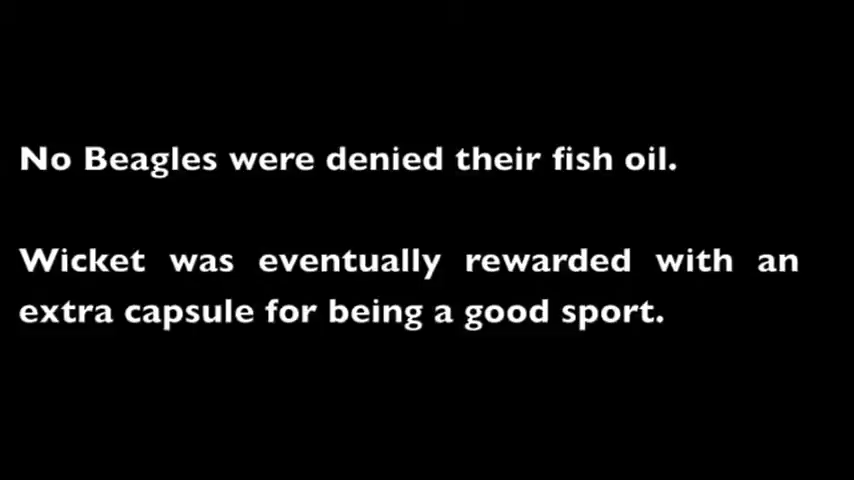 No Beagles were denied their fish oil.
Wicket was eventually rewarded with an
extra capsule for being a good sport.